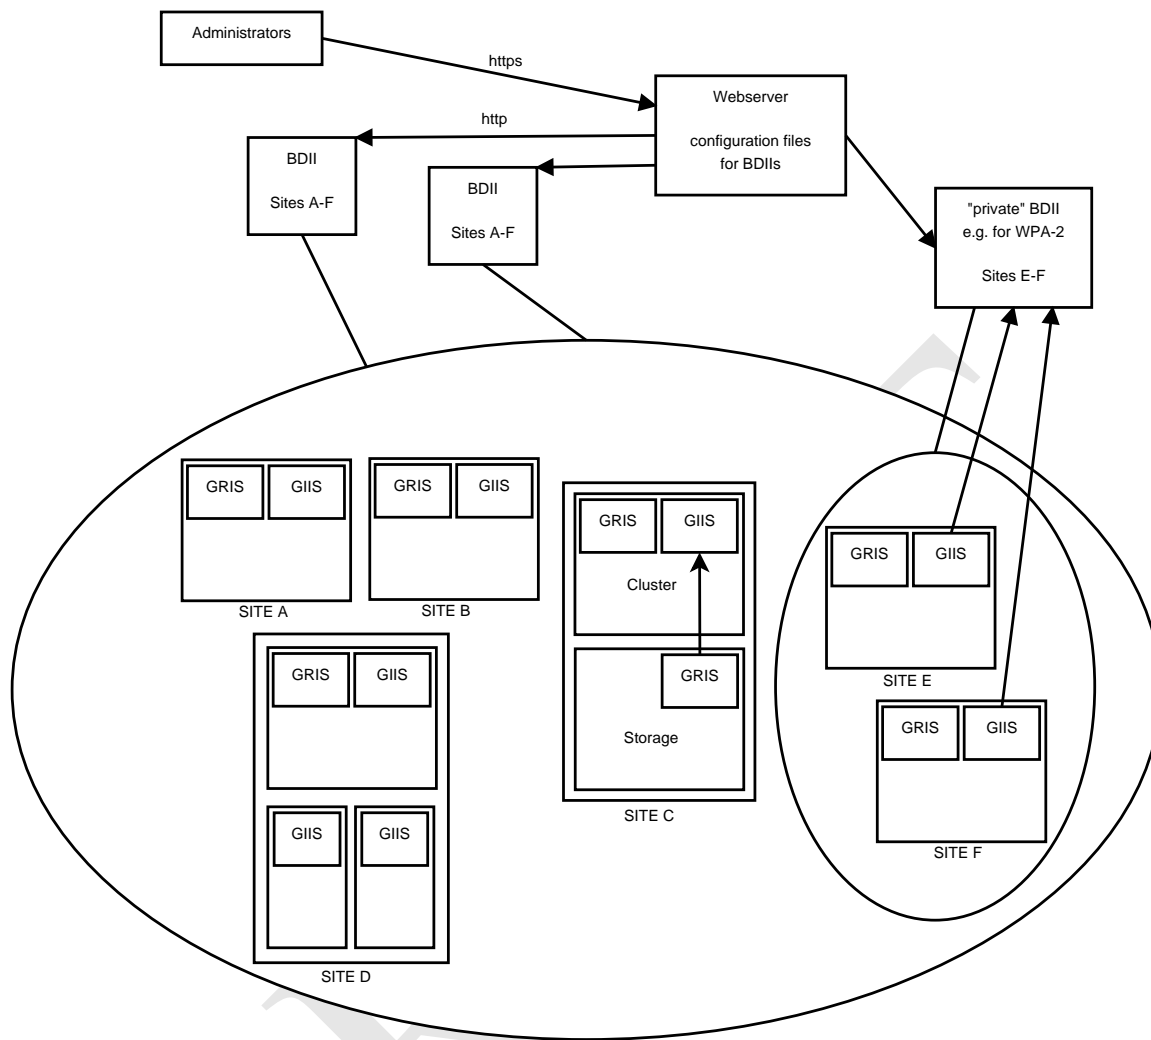 Administrators
https
Webserver
configuration files
for BDIIs
http
BDII
Sites A-F
BDII
Sites A-F
"private" BDII
e.g. for WPA-2
Sites E-F
GRIS GIIS
SITE A
GRIS GIIS
SITE B
GRIS GIIS
Cluster
GRIS
Storage
SITE C
GRIS GIIS
GIIS GIIS
SITE D
GRIS GIIS
SITE E
GRIS GIIS
SITE F